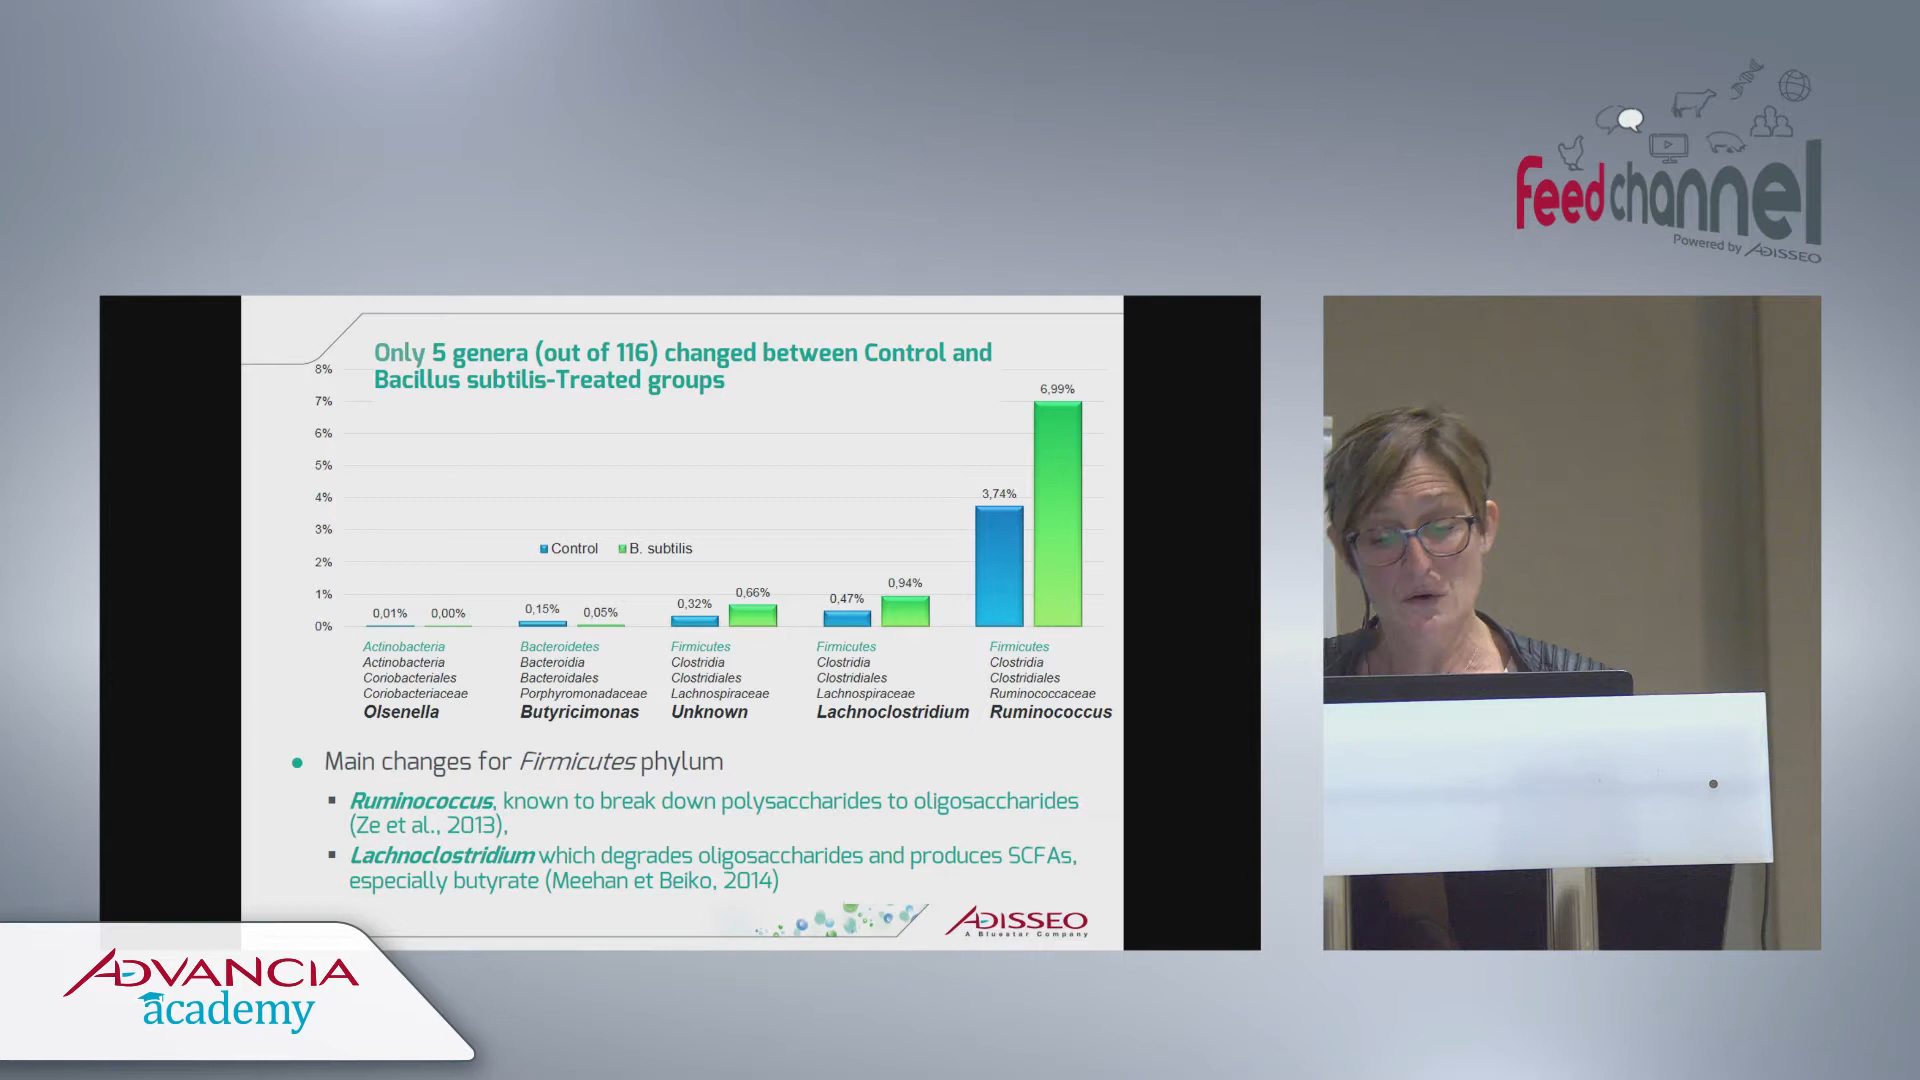 feedchannel
Powered by ADISSEO
Only 5 genera (out of 116) changed between Control and
Bacillus subtilis-Treated groups
8%
7%
6%
5%
4%
3%
2%
1%
0%
Control
B. subtilis
0,01%
0,00%
0,15%
0,05%
0,32%
0,66%
0,47%
0,94%
3,74%
6,99%
Actinobacteria
Actinobacteria
Coriobacteriales
Coriobacteriaceae
Olsenella
Bacteroidetes
Bacteroidia
Bacteroidales
Porphyromonadaceae
Butyricimonas
Firmicutes
Clostridia
Clostridiales
Lachnospiraceae
Unknown
Firmicutes
Clostridia
Clostridiales
Lachnospiraceae
Lachnoclostridium
Firmicutes
Clostridia
Clostridiales
Ruminococcaceae
Ruminococcus
Main changes for Firmicutes phylum
Ruminococcus, known to break down polysaccharides to oligosaccharides
(Ze et al., 2013),
Lachnoclostridium which degrades oligosaccharides and produces SCFAs,
especially butyrate (Meehan et Beiko, 2014)
ADISSEO
A Bluestar Company
ADVANCIA
academy